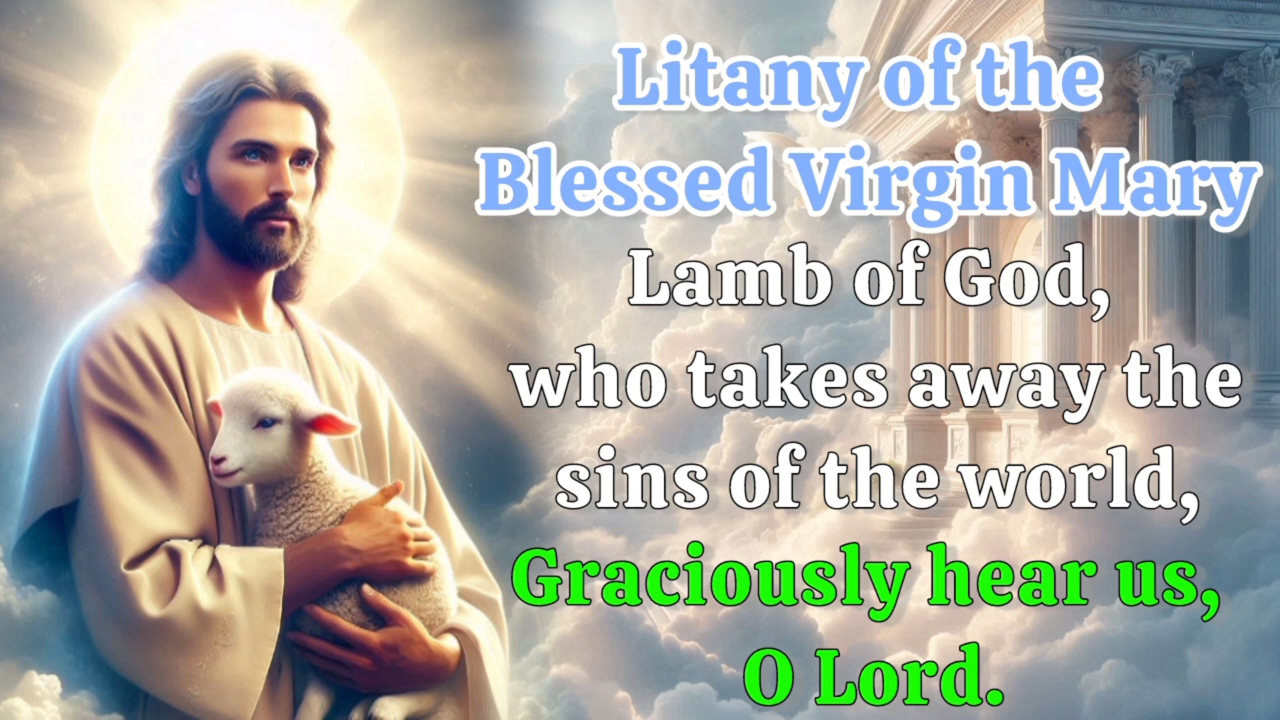 Litany of the
Blessed Virgin Mary
Lamb of God,
who takes away the
sins of the world,
Graciously hear us,
O Lord.